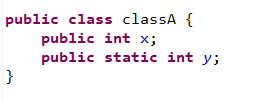 public class classA {
    public int x;
    public static int y;
}